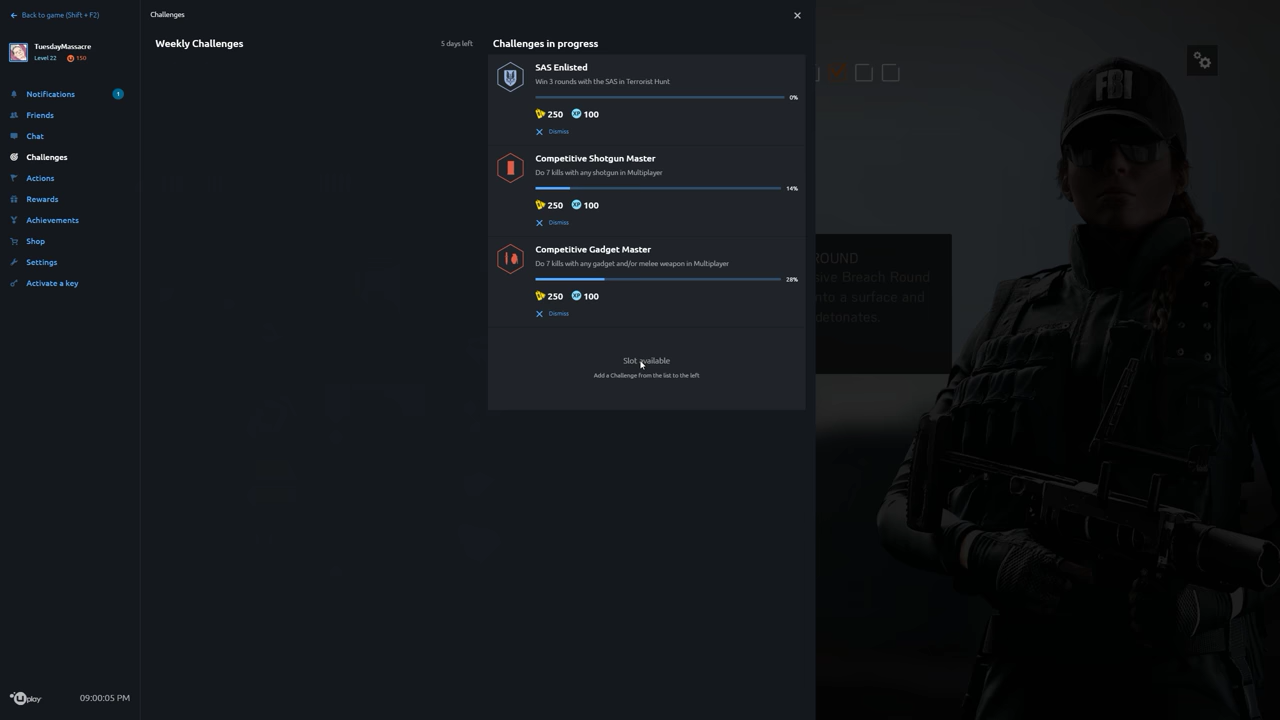 Back to game (Shift + F2)
TuesdayMassacre
Level 22 150
Notifications 1
Friends
Chat
Challenges
Actions
Rewards
Achievements
Shop
Settings
Activate a key
uplay 09:00:05 PM
Challenges
Weekly Challenges 5 days left
Challenges in progress
SAS Enlisted
Win 3 rounds with the SAS in Terrorist Hunt
0%
250 XP 100
Dismiss
Competitive Shotgun Master
Do 7 kills with any shotgun in Multiplayer
14%
250 XP 100
Dismiss
Competitive Gadget Master
Do 7 kills with any gadget and/or melee weapon in Multiplayer
28%
250 XP 100
Dismiss
Slot available
Add a Challenge from the list to the left
FBI
ROUND
sive Breach Round
nto a surface and
detonates.